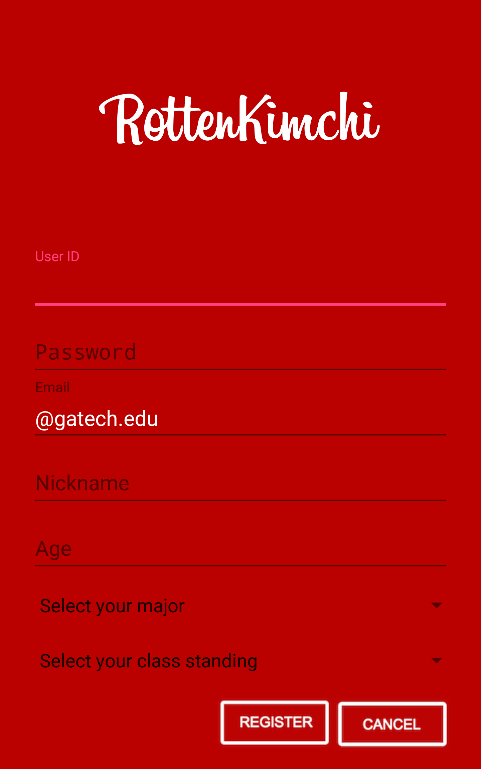 RottenKimchi
User ID
Password
Email
@gatech.edu
Nickname
Age
Select your major
Select your class standing
REGISTER CANCEL